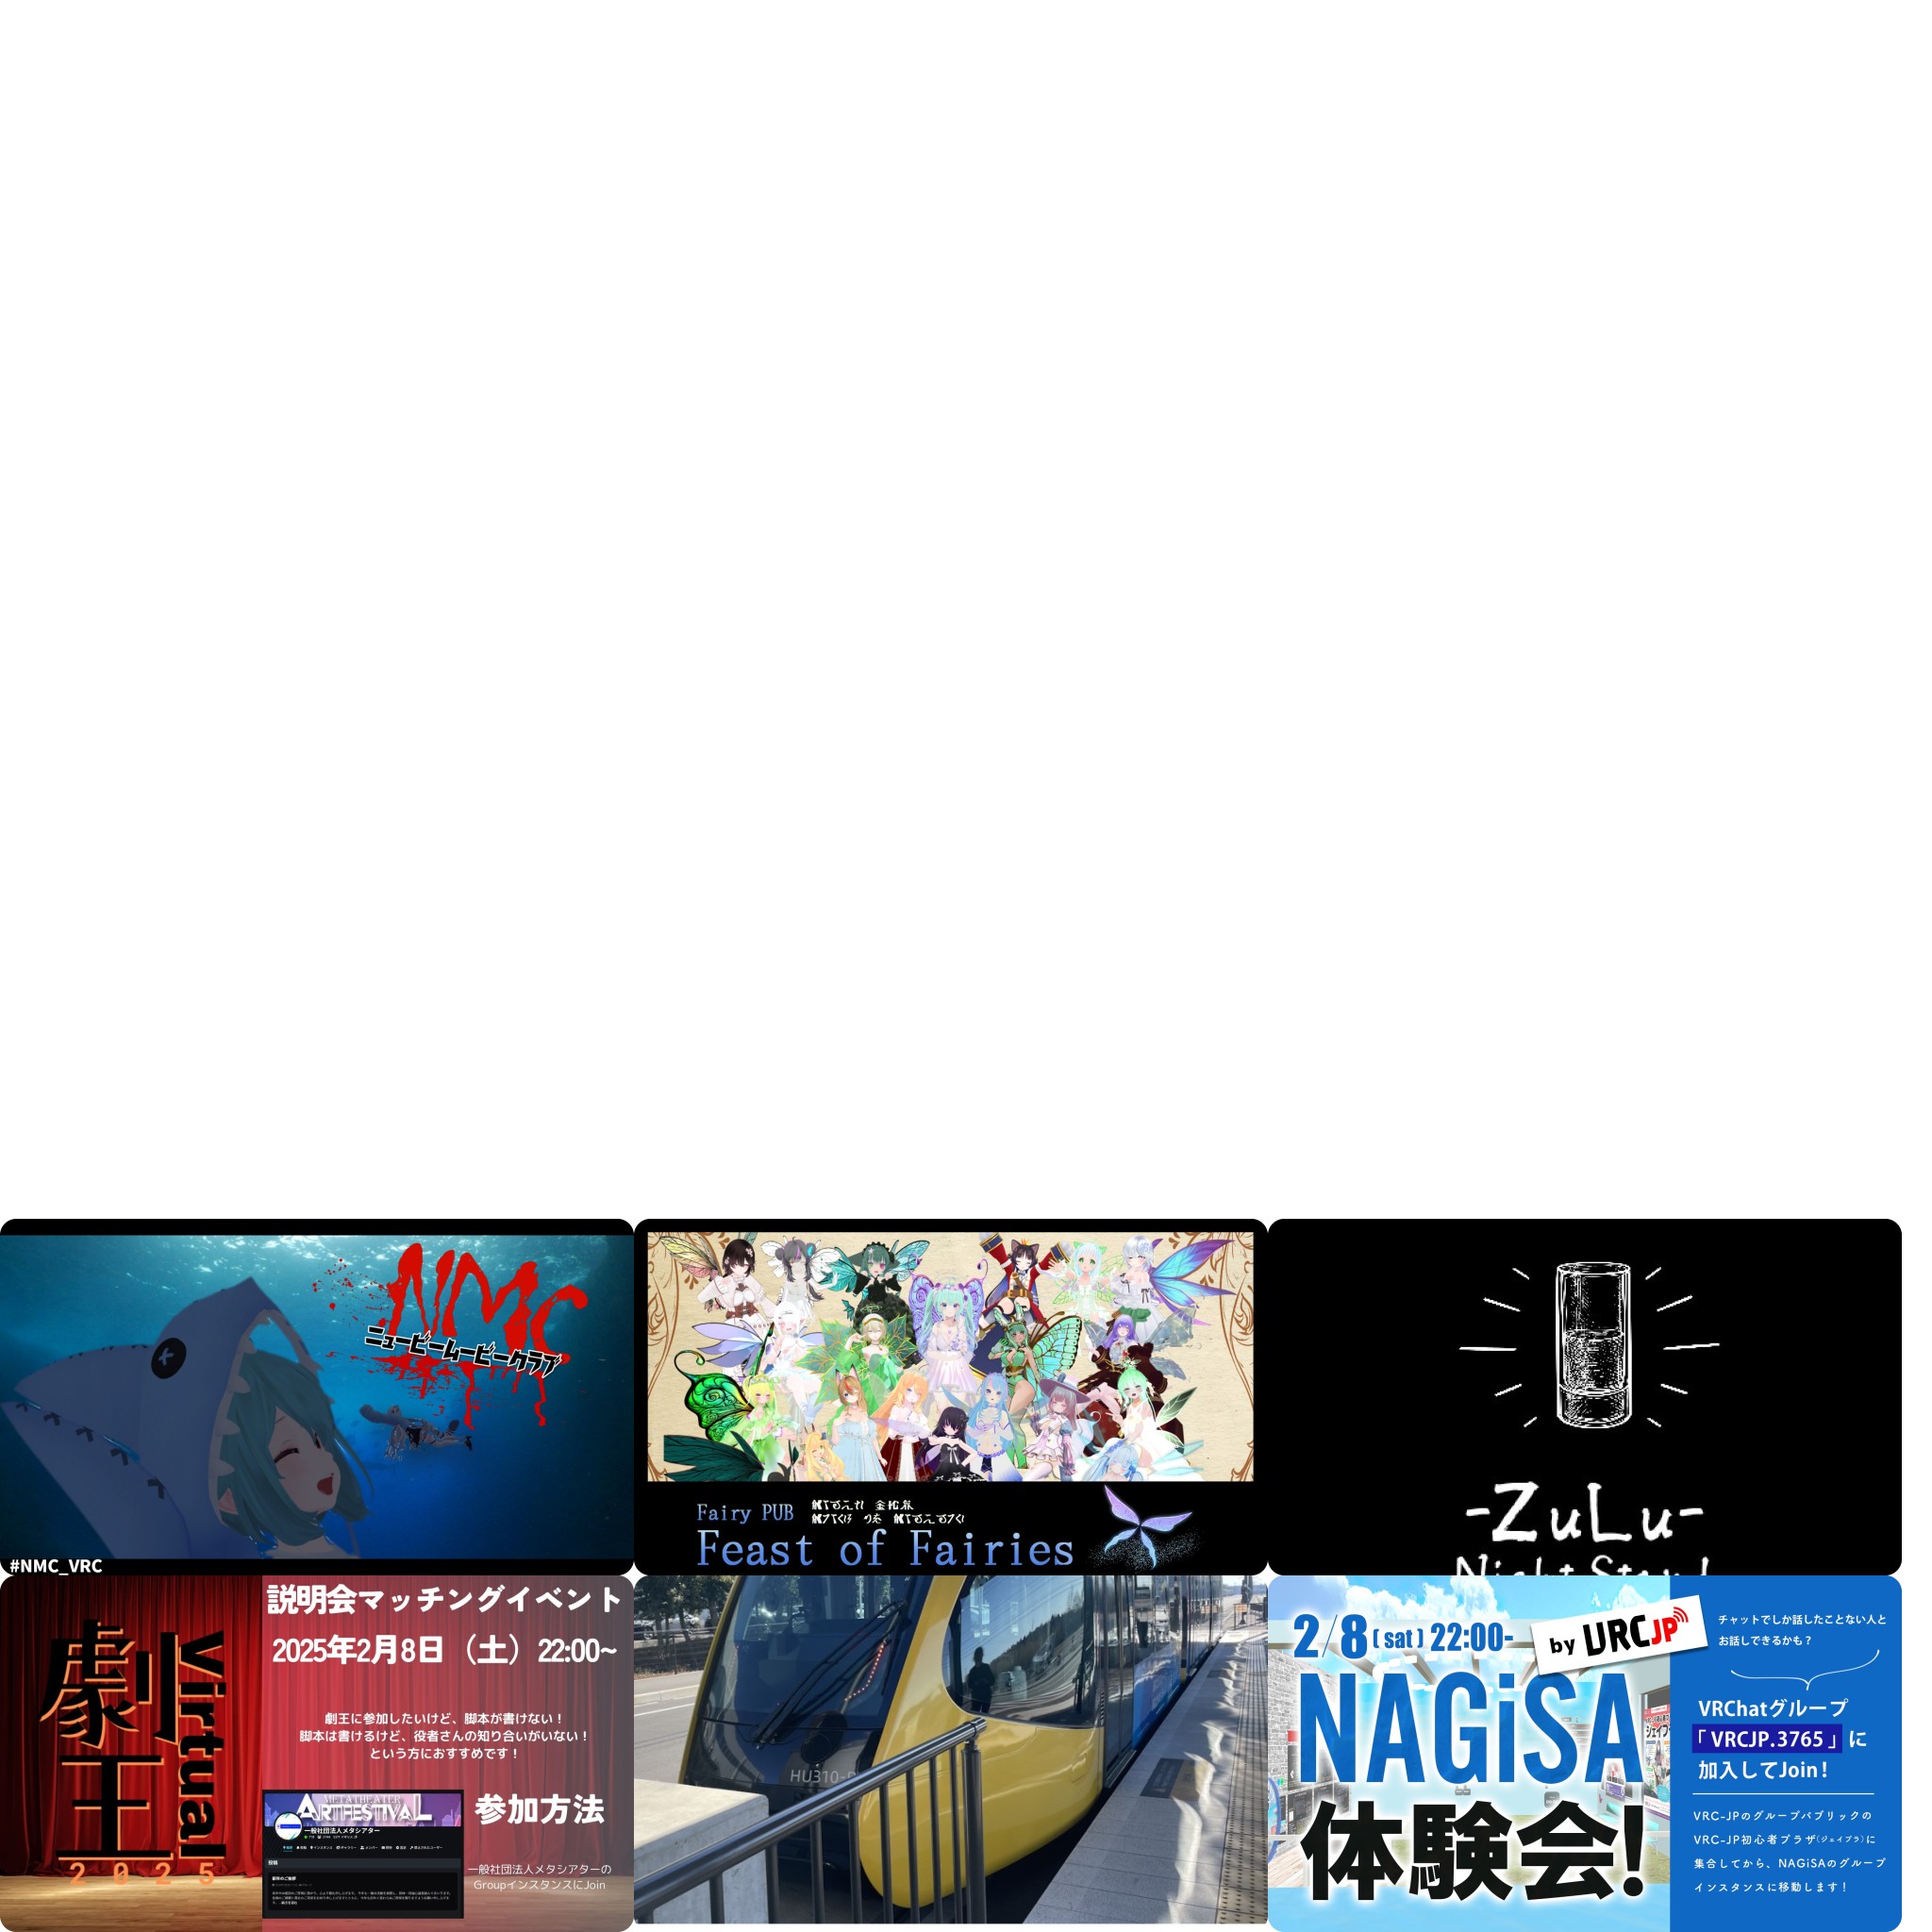 NMC
ニュービームービークラブ
#NMC_VRC
Fairy PUB
Feast of Fairies
-ZuLu-
劇王
Virtual
2025
説明会マッチングイベント
2025年2月8日（土）22:00~
劇王に参加したいけど、脚本が書けない！
脚本は書けるけど、役者さんの知り合いがいない！
という方におすすめです！
ARTFESTIVAL
一般社団法人メタシアター
参加方法
一般社団法人メタシアターの
GroupインスタンスにJoin
2/8 [sat] 22:00-
by VRCJP
NAGiSA
体験会!
チャットでしか話したことない人と
お話しできるかも？
VRChatグループ
「VRCJP.3765」に
加入してJoin！
VRC-JPのグループパブリックの
VRC-JP初心者プラザ(ジェイプラ)に
集合してから、NAGiSAのグループ
インスタンスに移動します！